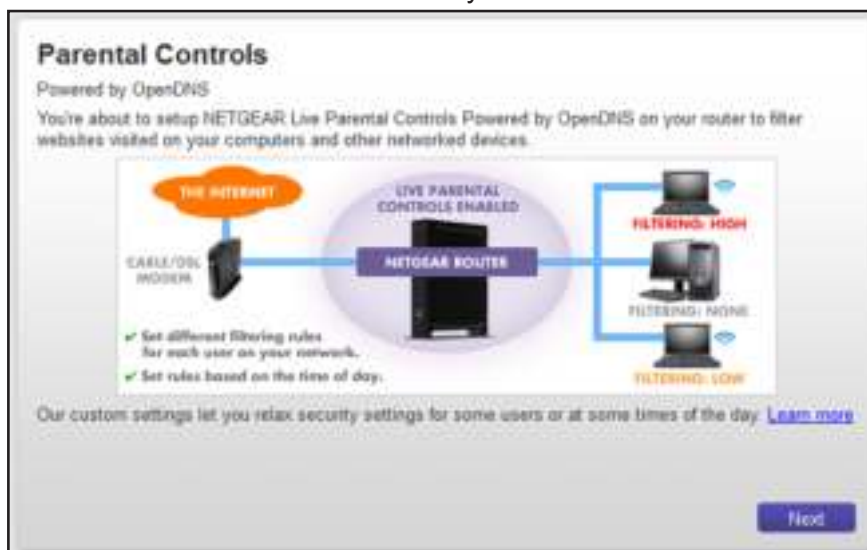 Parental Controls
Powered by OpenDNS
You're about to setup NETGEAR Live Parental Controls Powered by OpenDNS on your router to filter
websites visited on your computers and other networked devices.
THE INTERNET
LIVE PARENTAL
CONTROLS ENABLED
FILTERING: HIGH
CABLE/DSL
MODEM
NETGEAR ROUTER
FILTERING: NONE
✔ Set different filtering rules
for each user on your network.
✔ Set rules based on the time of day.
FILTERING: LOW
Our custom settings let you relax security settings for some users or at some times of the day. Learn more
Next